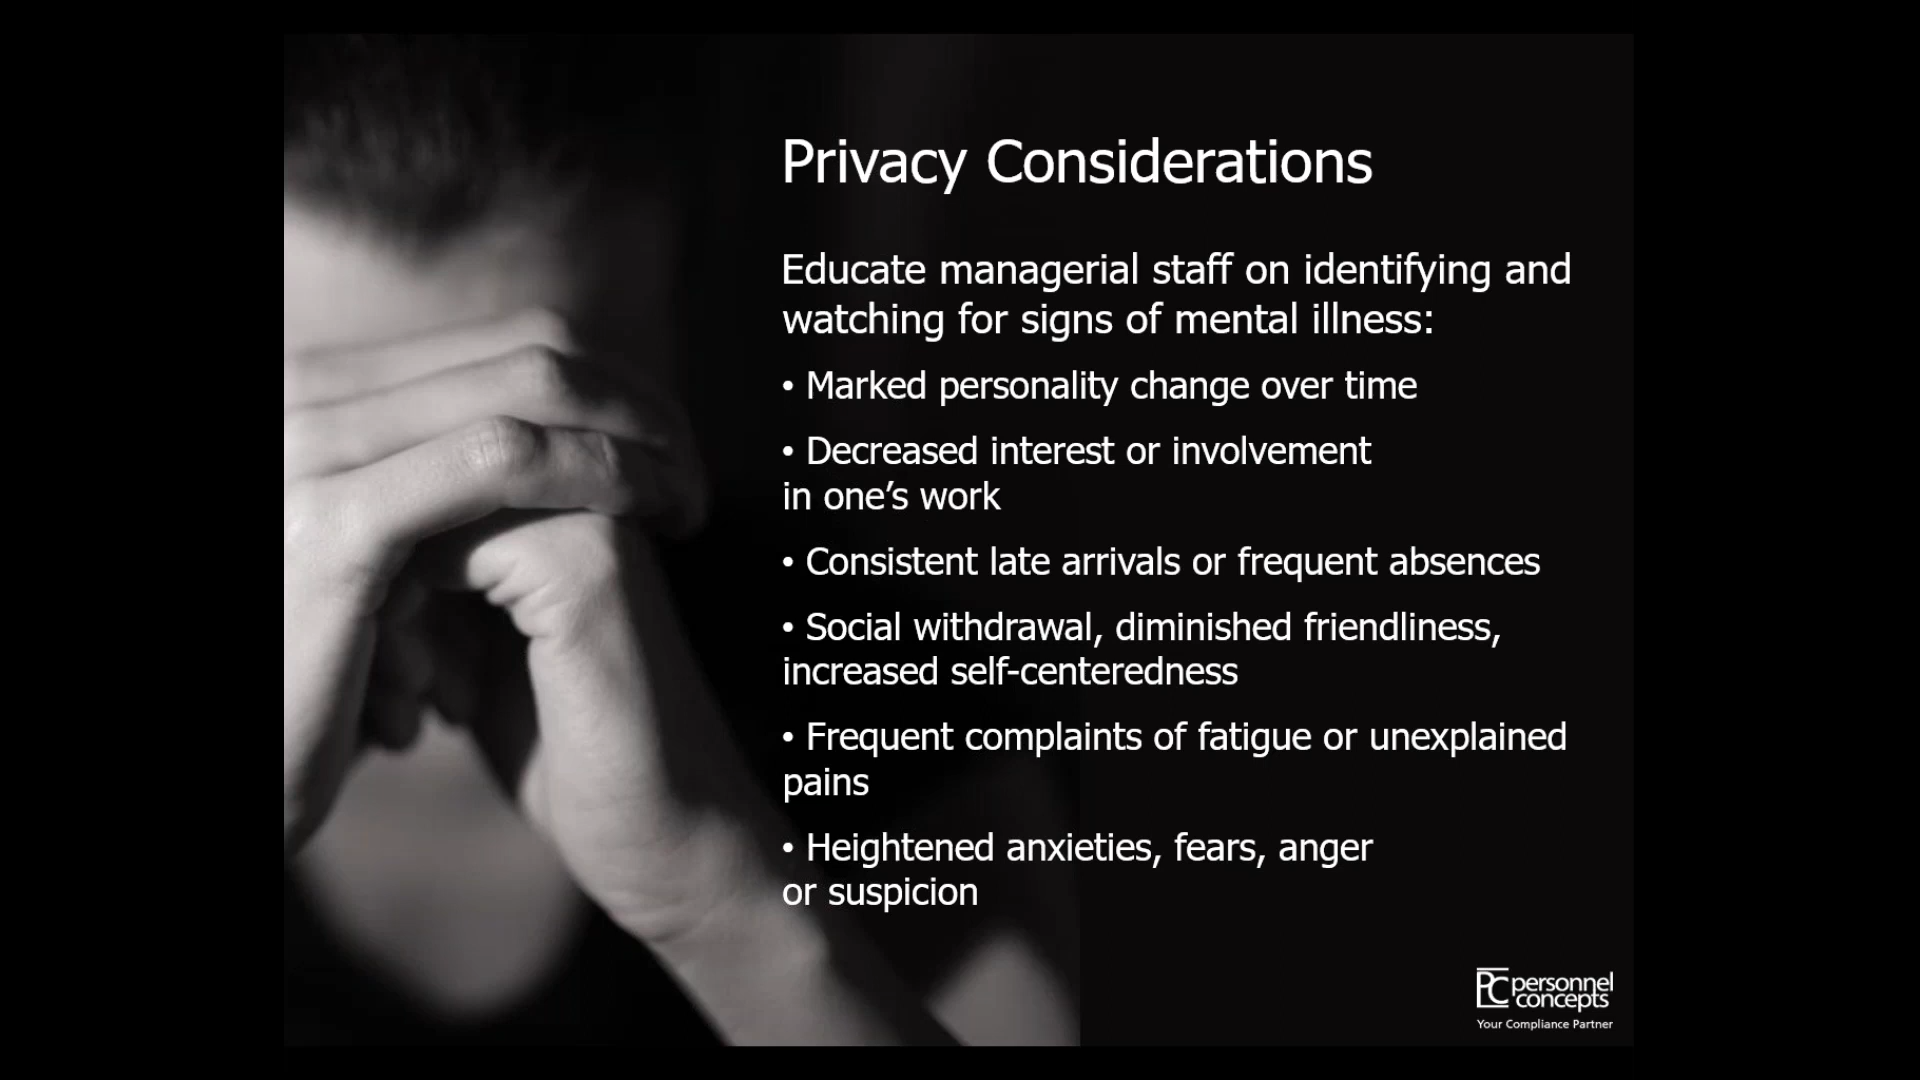 Privacy Considerations
Educate managerial staff on identifying and
watching for signs of mental illness:
• Marked personality change over time
• Decreased interest or involvement
in one’s work
• Consistent late arrivals or frequent absences
• Social withdrawal, diminished friendliness,
increased self-centeredness
• Frequent complaints of fatigue or unexplained
pains
• Heightened anxieties, fears, anger
or suspicion
PC personnel
concepts
Your Compliance Partner